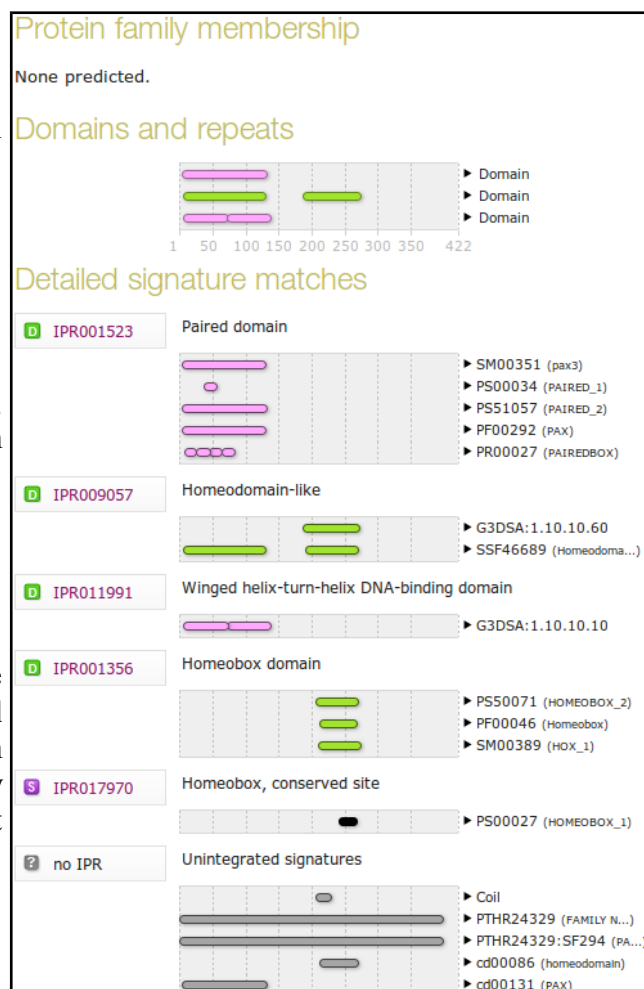 Protein family membership
None predicted.
Domains and repeats
Domain
Domain
Domain
1 50 100 150 200 250 300 350 422
Detailed signature matches
D IPR001523 Paired domain
SM00351 (pax3)
PS00034 (PAIRED_1)
PS51057 (PAIRED_2)
PF00292 (PAX)
PR00027 (PAIREDBOX)
D IPR009057 Homeodomain-like
G3DSA:1.10.10.60
SSF46689 (Homeodoma...)
D IPR011991 Winged helix-turn-helix DNA-binding domain
G3DSA:1.10.10.10
D IPR001356 Homeobox domain
PS50071 (HOMEOBOX_2)
PF00046 (Homeobox)
SM00389 (HOX_1)
S IPR017970 Homeobox, conserved site
PS00027 (HOMEOBOX_1)
? no IPR Unintegrated signatures
Coil
PTHR24329 (FAMILY N...)
PTHR24329:SF294 (PA...)
cd00086 (homeodomain)
cd00131 (PAX)